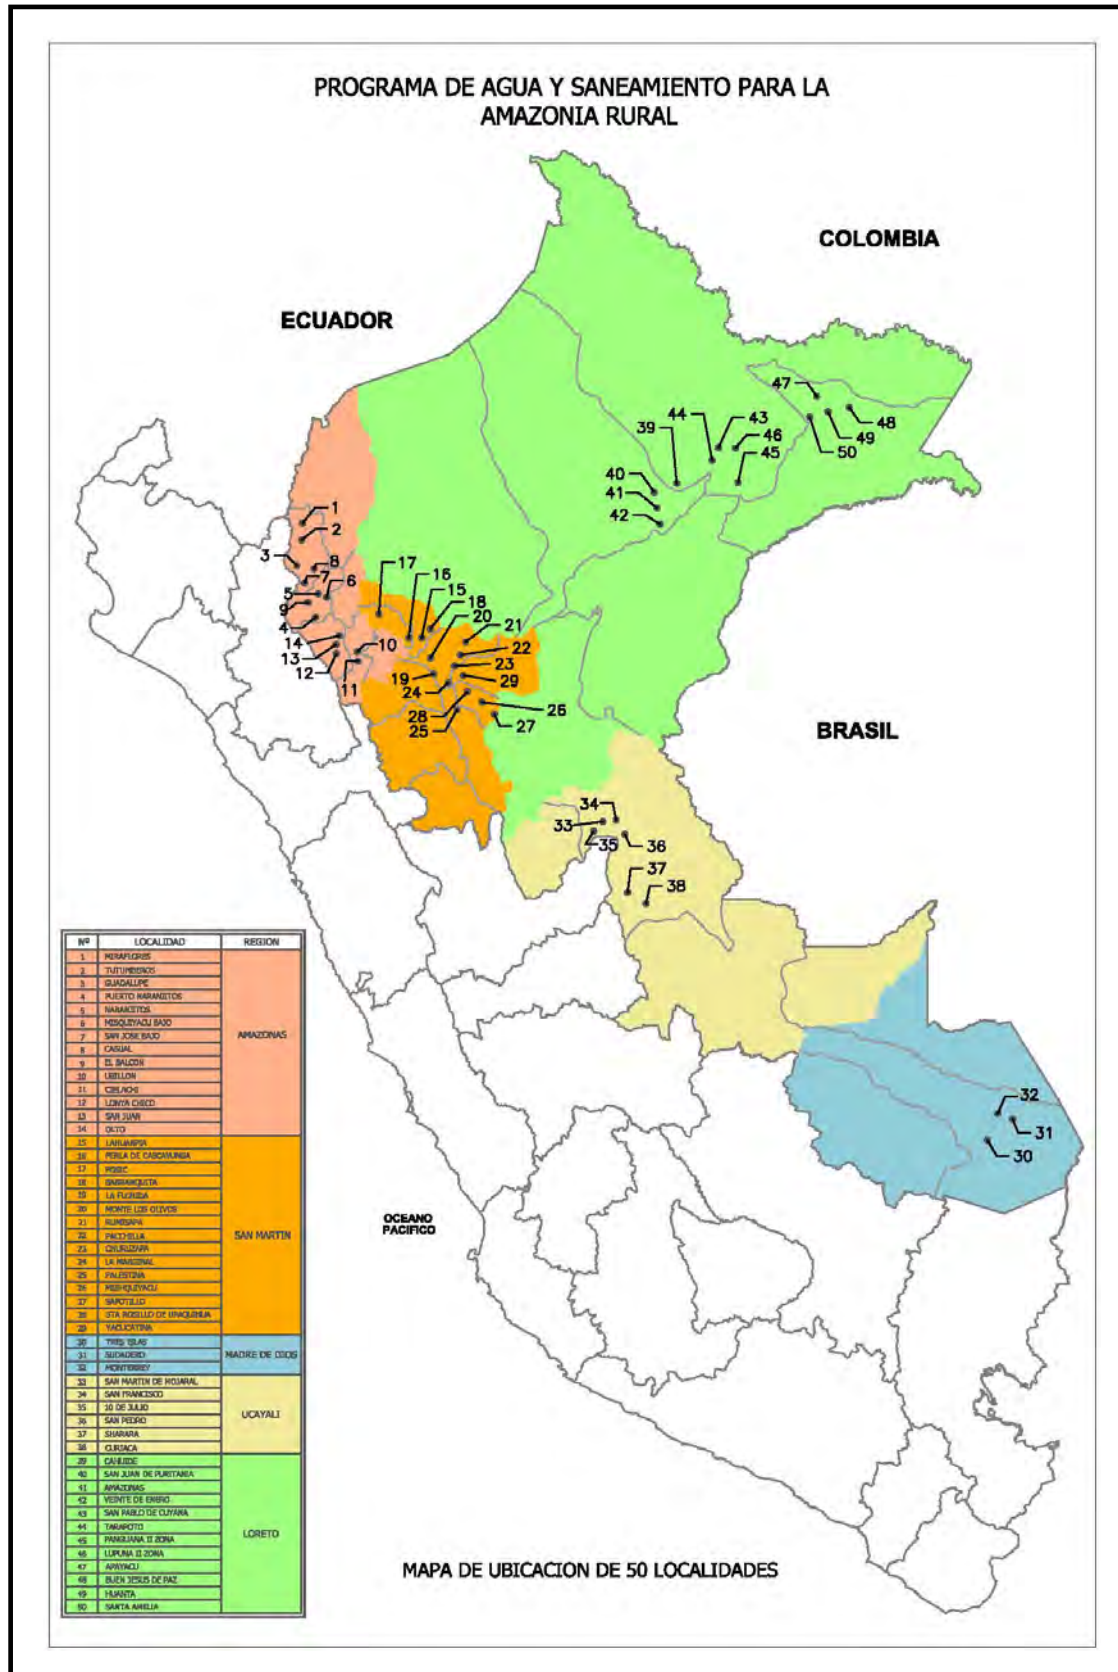 PROGRAMA DE AGUA Y SANEAMIENTO PARA LA
AMAZONIA RURAL
COLOMBIA
ECUADOR
47
48
49
50
44
43
46
45
39
40
41
42
1
2
3
8
7
6
5
9
4
14
13
12
10
11
17
16
15
18
20
21
22
23
19
29
24
28
26
25
27
BRASIL
34
33
35
36
37
38
32
31
30
OCEANO
PACIFICO
Nº LOCALIDAD REGION
1 MIRAFLORES
2 TUTUMBEROS
3 GUADALUPE
4 PUERTO NARANJITOS
5 NARANJITOS
6 MISQUIYACU BAJO
7 SAN JOSE BAJO
8 CASUAL
9 EL BALCON
10 UBILLON
11 COHECHAN
12 LONYA CHICO
13 SAN JUAN
14 OLTO
AMAZONAS
15 LAHUARPIA
16 PERLA DE CASCAYUNGA
17 POSIC
18 BARRANQUITA
19 LA FLORIDA
20 MONTE LOS OLIVOS
21 RUMISAPA
22 PACCHILLA
23 CHURUZAPA
24 LA MARGINAL
25 PALESTINA
26 MISHQUIYACU
27 SAPOTILLO
28 STA ROSILLO DE UPAQUIHUA
29 YACUCATINA
SAN MARTIN
30 TRES ISLAS
31 SUDADERO
32 MONTERREY
MADRE DE DIOS
33 SAN MARTIN DE MOJARAL
34 SAN FRANCISCO
35 10 DE JULIO
36 SAN PEDRO
37 SHARARA
38 CURIACA
UCAYALI
39 CAHUIDE
40 SAN JUAN DE PURITANIA
41 AMAZONAS
42 VEINTE DE ENERO
43 SAN PABLO DE CUYANA
44 TARAPOTO
45 PANGUANA II ZONA
46 LUPUNA II ZONA
47 APAYACU
48 BUEN JESUS DE PAZ
49 HUANTA
50 SANTA AMELIA
LORETO
MAPA DE UBICACION DE 50 LOCALIDADES